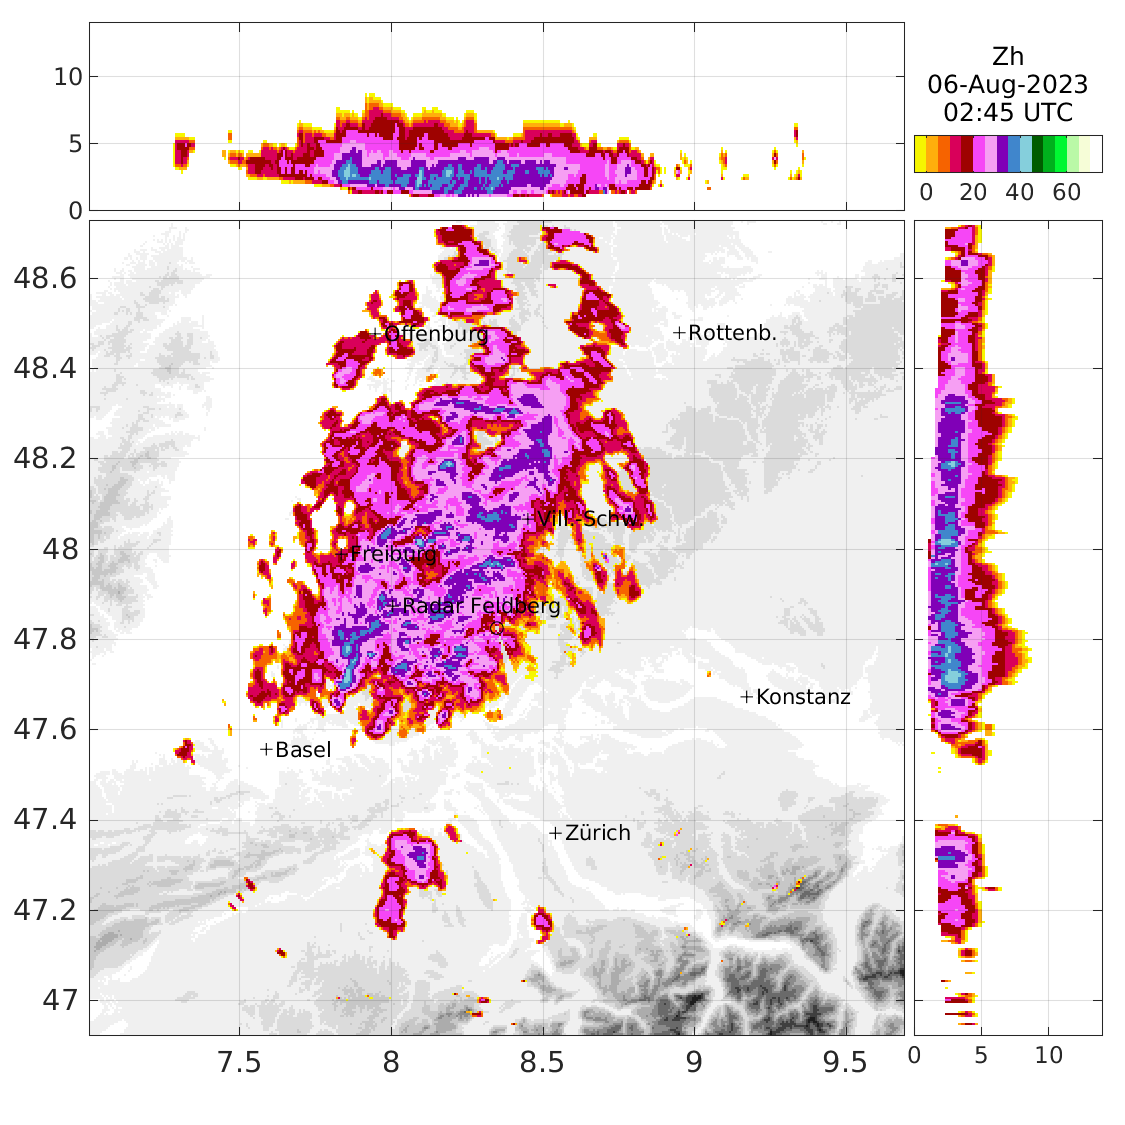 10
5
0
Zh
06-Aug-2023
02:45 UTC
0 20 40 60
48.6
48.4
48.2
48
47.8
47.6
47.4
47.2
47
+Offenburg
+Rottenb.
+Vill.-Schw.
+Freiburg
+Radar Feldberg
+Konstanz
+Basel
+Zürich
7.5 8 8.5 9 9.5
0 5 10